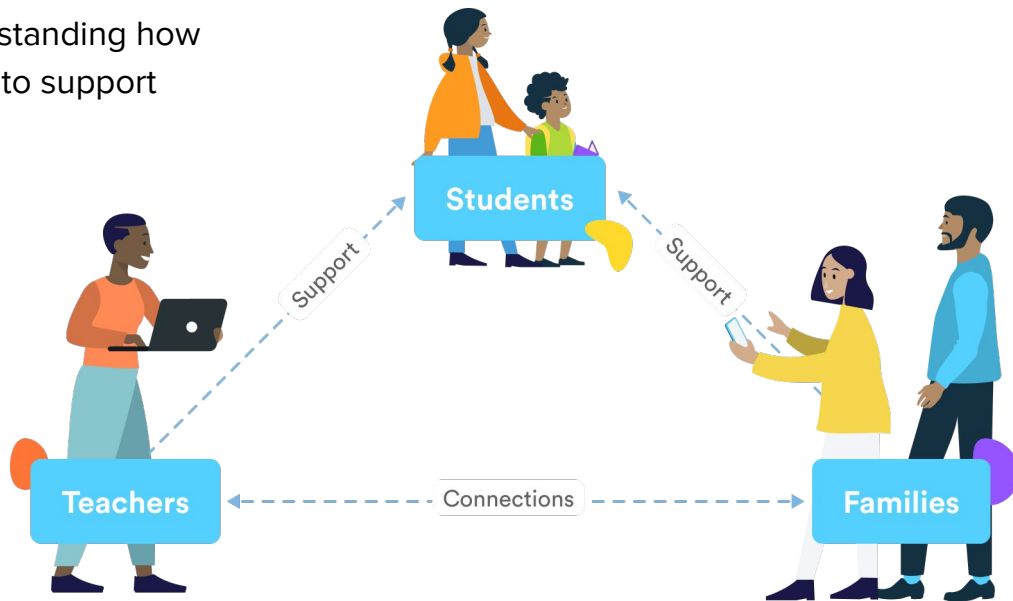 standing how
to support
Students
Support
Support
Teachers
Connections
Families